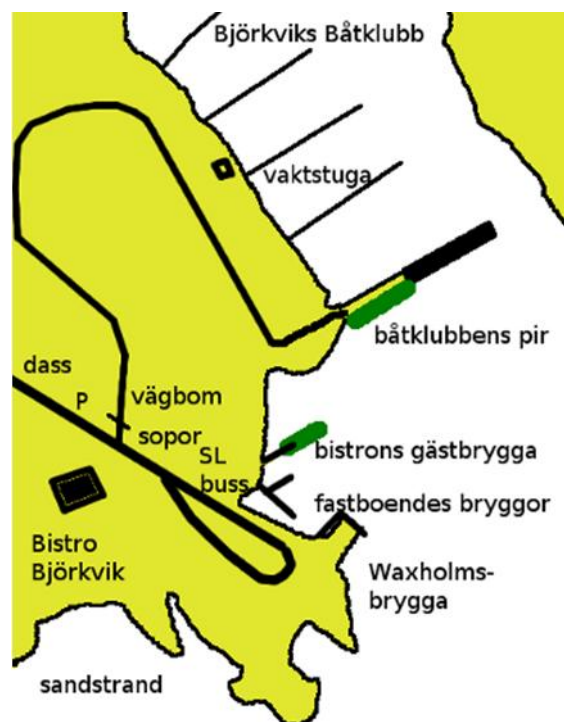 Björkviks Båtklubb
vaktstuga
båtklubbens pir
dass
P
vägbom
sopor
SL
buss
bistrons gästbrygga
fastboendes bryggor
Bistro
Björkvik
Waxholms-
brygga
sandstrand